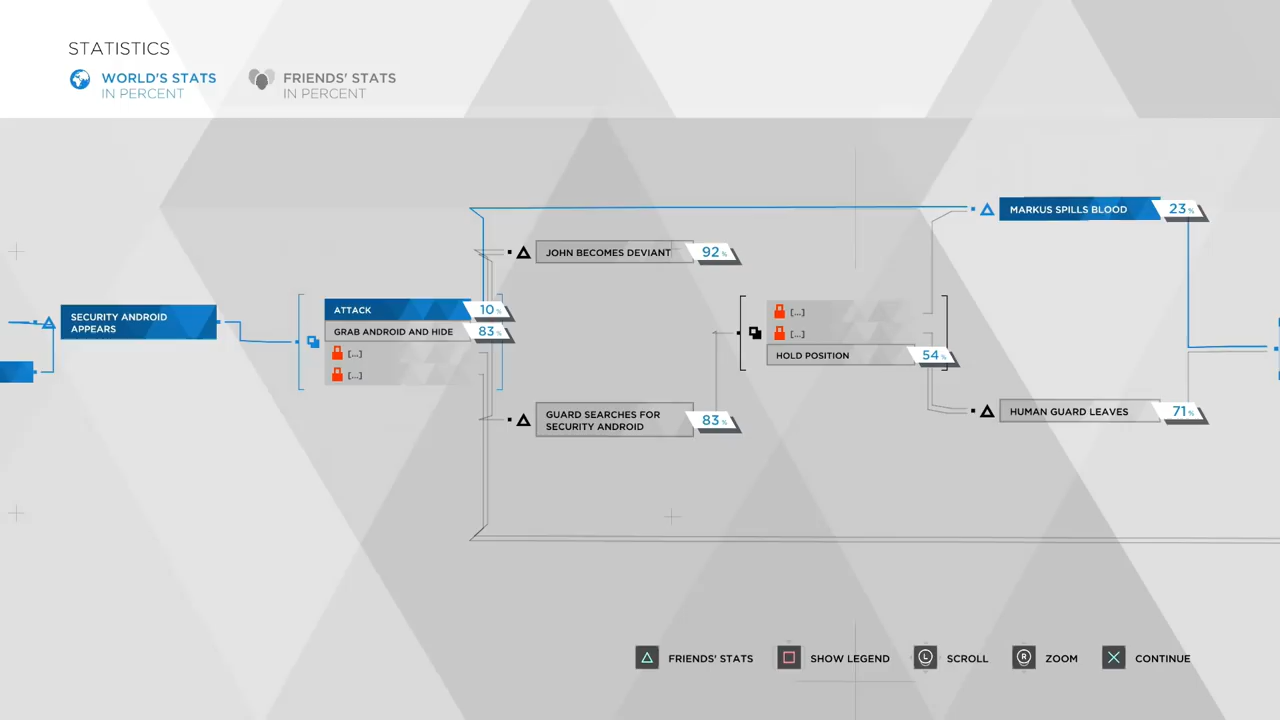 STATISTICS
WORLD'S STATS
IN PERCENT
FRIENDS' STATS
IN PERCENT
SECURITY ANDROID
APPEARS
ATTACK 10%
GRAB ANDROID AND HIDE 83%
[...]
[...]
JOHN BECOMES DEVIANT 92%
GUARD SEARCHES FOR
SECURITY ANDROID 83%
[...]
[...]
HOLD POSITION 54%
MARKUS SPILLS BLOOD 23%
HUMAN GUARD LEAVES 71%
FRIENDS' STATS
SHOW LEGEND
L SCROLL
R ZOOM
CONTINUE